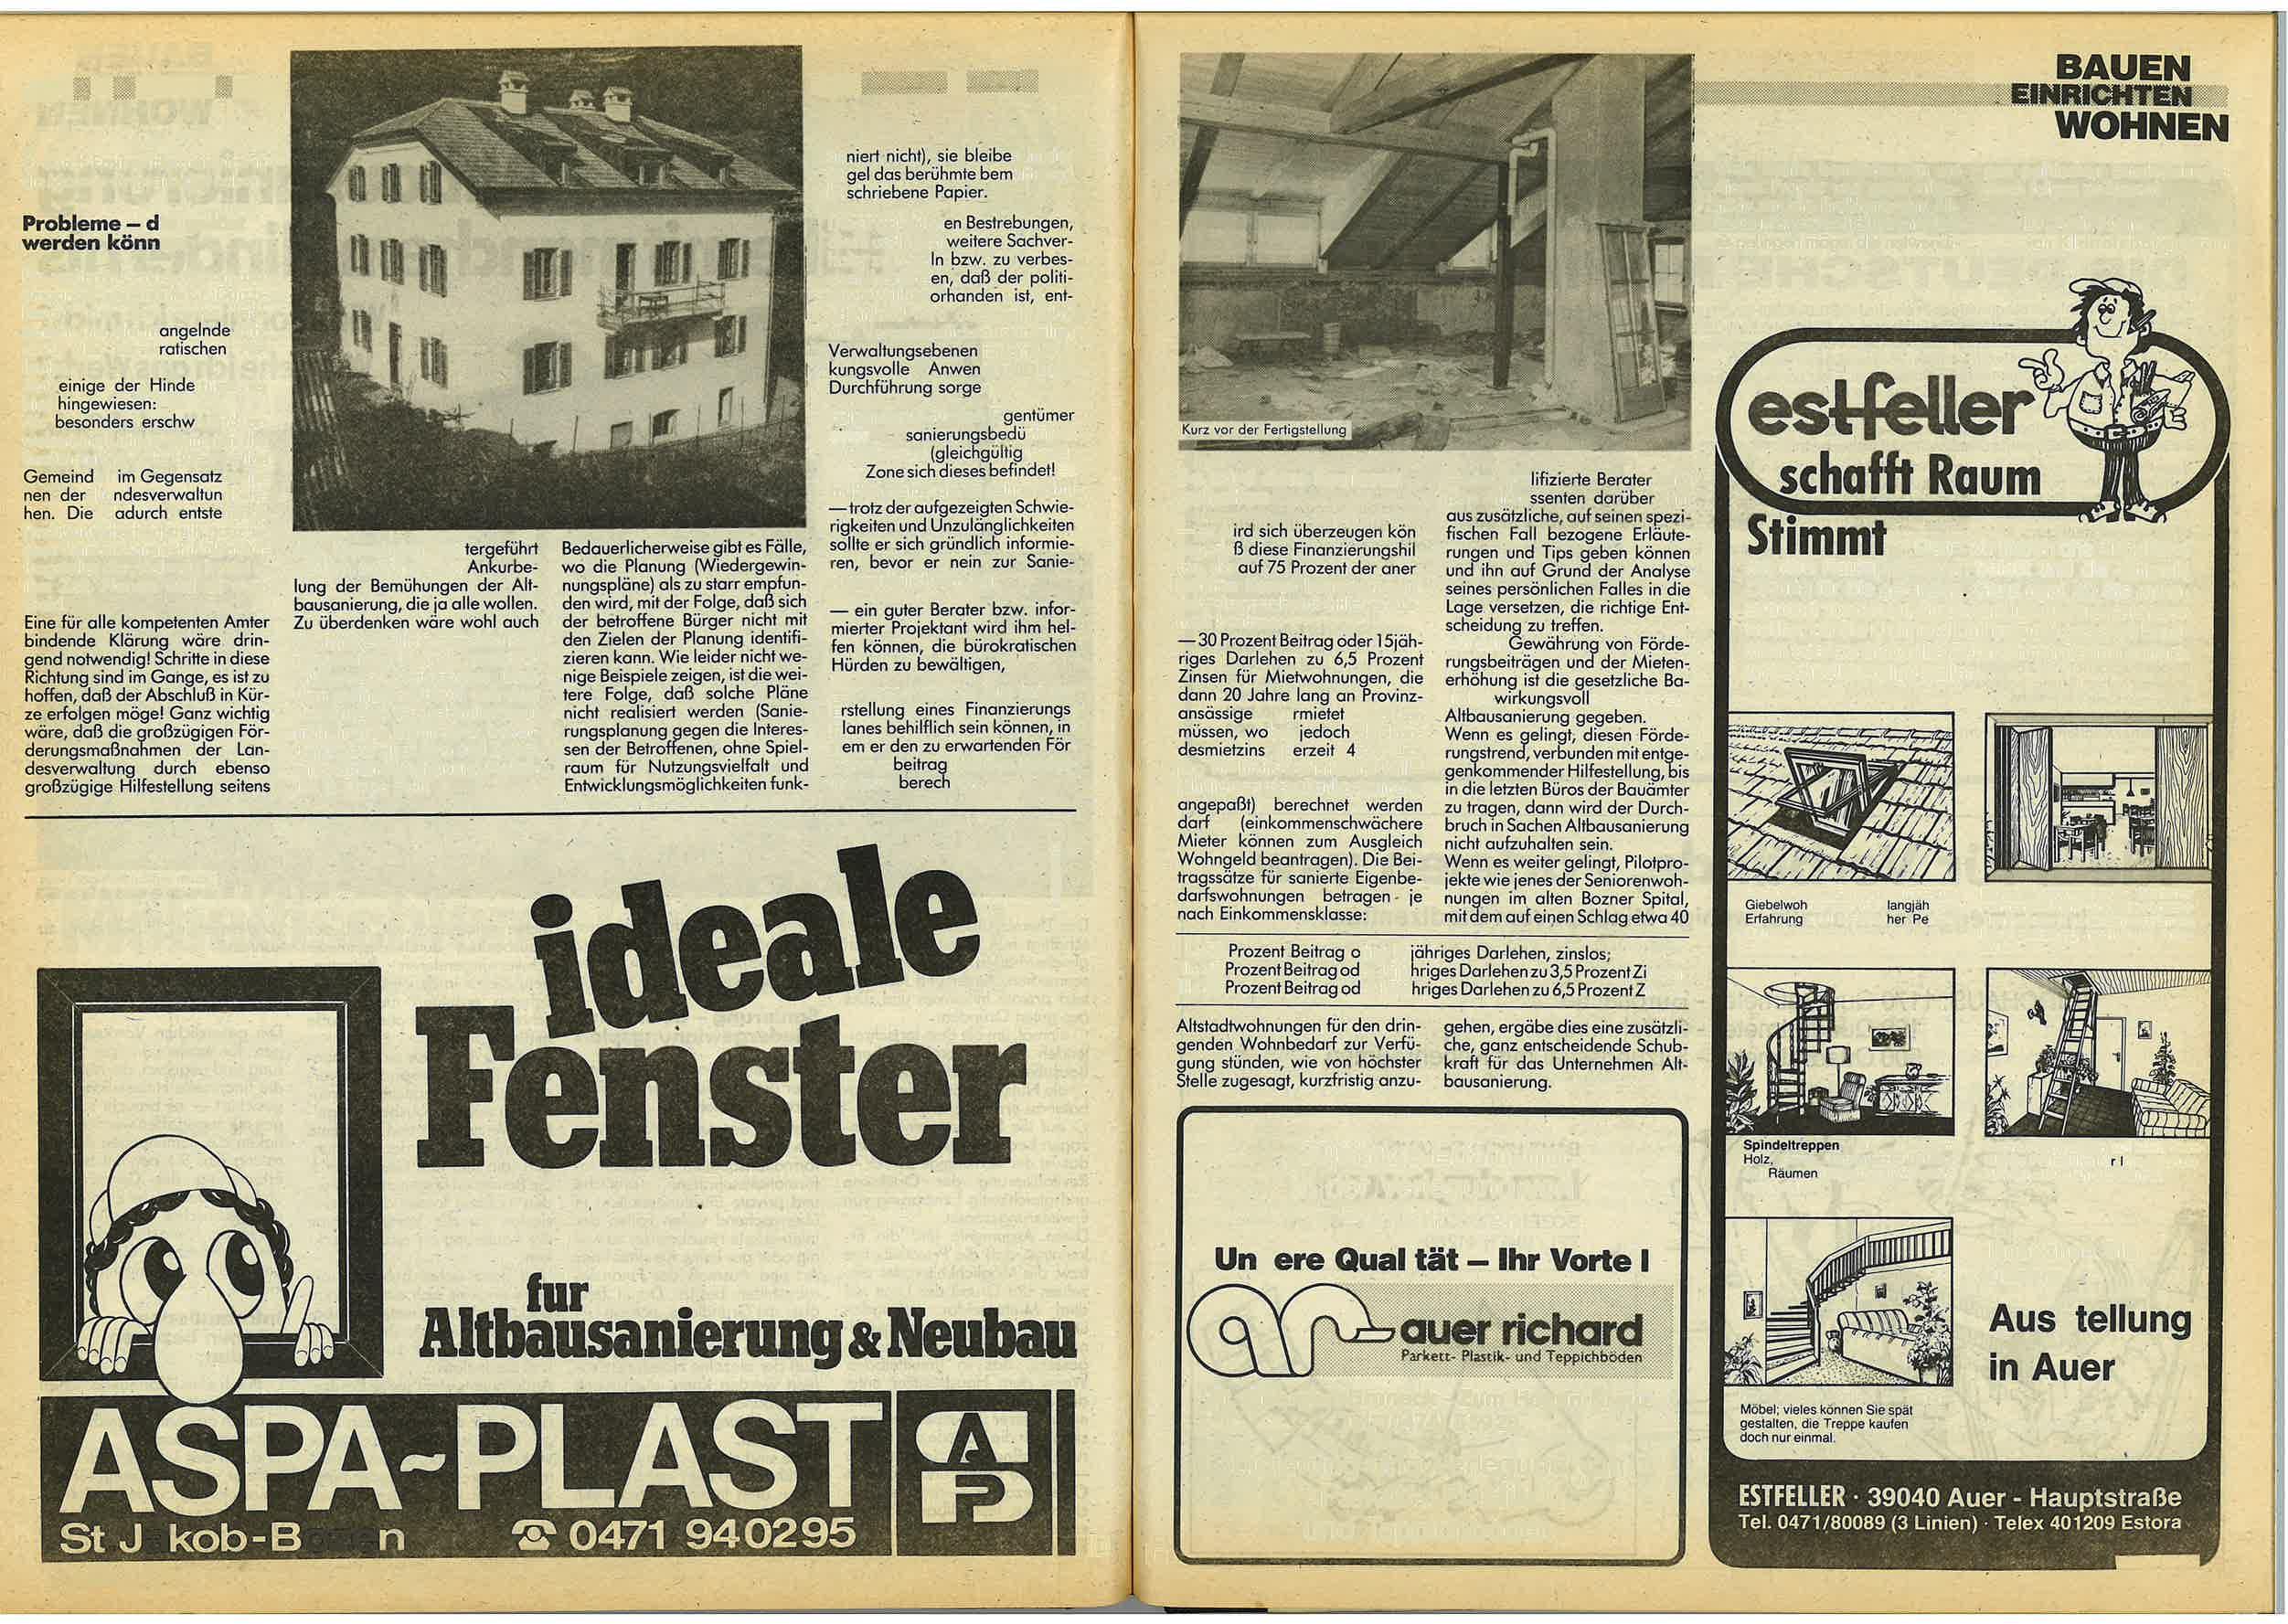 Probleme – d
werden könn
angelnde
ratischen
einige der Hinde
hingewiesen:
besonders erschw
Gemeind im Gegensatz
nen der ndesverwaltun
hen. Die adurch entste
Eine für alle kompetenten Amter
bindende Klärung wäre drin-
gend notwendig! Schritte in diese
Richtung sind im Gange, es ist zu
hoffen, daß der Abschluß in Kür-
ze erfolgen möge! Ganz wichtig
wäre, daß die großzügigen För-
derungsmaßnahmen der Lan-
desverwaltung durch ebenso
großzügige Hilfestellung seitens
tergeführt
Ankurbe-
lung der Bemühungen der Alt-
bausanierung, die ja alle wollen.
Zu überdenken wäre wohl auch
Bedauerlicherweise gibt es Fälle,
wo die Planung (Wiedergewin-
nungspläne) als zu starr empfun-
den wird, mit der Folge, daß sich
der betroffene Bürger nicht mit
den Zielen der Planung identifi-
zieren kann. Wie leider nicht we-
nige Beispiele zeigen, ist die wei-
tere Folge, daß solche Pläne
nicht realisiert werden (Sanie-
rungsplanung gegen die Interes-
sen der Betroffenen, ohne Spiel-
raum für Nutzungsvielfalt und
Entwicklungsmöglichkeiten funk-
niert nicht), sie bleibe
gel das berühmte bem
schriebene Papier.
en Bestrebungen,
weitere Sachver-
ln bzw. zu verbes-
en, daß der politi-
orhanden ist, ent-
Verwaltungsebenen
kungsvolle Anwen
Durchführung sorge
gentümer
sanierungsbedü
(gleichgültig
Zone sich dieses befindet!
— trotz der aufgezeigten Schwie-
rigkeiten und Unzulänglichkeiten
sollte er sich gründlich informie-
ren, bevor er nein zur Sanie-
— ein guter Berater bzw. infor-
mierter Projektant wird ihm hel-
fen können, die bürokratischen
Hürden zu bewältigen,
rstellung eines Finanzierungs
lanes behilflich sein können, in
em er den zu erwartenden För
beitrag
berech
ideale
Fenster
fur
Altbausanierung & Neubau
ASPA-PLAST
AP
St J kob-B n
☎ 0471 940295
BAUEN
EINRICHTEN
WOHNEN
Kurz vor der Fertigstellung
ird sich überzeugen kön
ß diese Finanzierungshil
auf 75 Prozent der aner
— 30 Prozent Beitrag oder 15jäh-
riges Darlehen zu 6,5 Prozent
Zinsen für Mietwohnungen, die
dann 20 Jahre lang an Provinz-
ansässige rmietet
müssen, wo jedoch
desmietzins erzeit 4
angepaßt) berechnet werden
darf (einkommenschwächere
Mieter können zum Ausgleich
Wohngeld beantragen). Die Bei-
tragssätze für sanierte Eigenbe-
darfswohnungen betragen - je
nach Einkommensklasse:
lifizierte Berater
ssenten darüber
aus zusätzliche, auf seinen spezi-
fischen Fall bezogene Erläute-
rungen und Tips geben können
und ihn auf Grund der Analyse
seines persönlichen Falles in die
Lage versetzen, die richtige Ent-
scheidung zu treffen.
Gewährung von Förde-
rungsbeiträgen und der Mieten-
erhöhung ist die gesetzliche Ba-
wirkungsvoll
Altbausanierung gegeben.
Wenn es gelingt, diesen Förde-
rungstrend, verbunden mit entge-
genkommender Hilfestellung, bis
in die letzten Büros der Bauämter
zu tragen, dann wird der Durch-
bruch in Sachen Altbausanierung
nicht aufzuhalten sein.
Wenn es weiter gelingt, Pilotpro-
jekte wie jenes der Seniorenwoh-
nungen im alten Bozner Spital,
mit dem auf einen Schlag etwa 40
Prozent Beitrag o jähriges Darlehen, zinslos;
Prozent Beitrag od hriges Darlehen zu 3,5 Prozent Zi
Prozent Beitrag od hriges Darlehen zu 6,5 Prozent Z
Altstadtwohnungen für den drin-
genden Wohnbedarf zur Verfü-
gung stünden, wie von höchster
Stelle zugesagt, kurzfristig anzu-
gehen, ergäbe dies eine zusätzli-
che, ganz entscheidende Schub-
kraft für das Unternehmen Alt-
bausanierung.
Un ere Qual tät – Ihr Vorte l
ar
auer richard
Parkett- Plastik- und Teppichböden
estfeller
schafft Raum
Stimmt
Giebelwoh langjäh
Erfahrung her Pe
Spindeltreppen
Holz,
Räumen
r l
Aus tellung
in Auer
Möbel; vieles können Sie spät
gestalten, die Treppe kaufen
doch nur einmal.
ESTFELLER · 39040 Auer - Hauptstraße
Tel. 0471/80089 (3 Linien) · Telex 401209 Estora